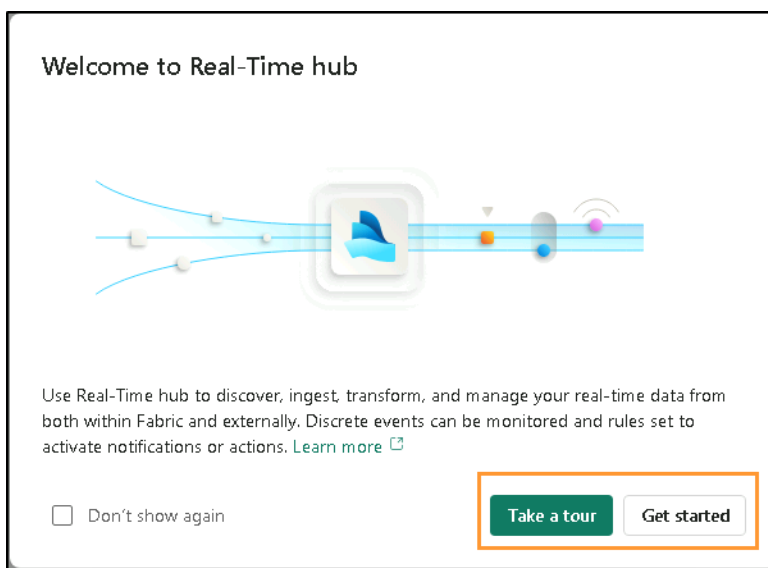 Welcome to Real-Time hub
Use Real-Time hub to discover, ingest, transform, and manage your real-time data from
both within Fabric and externally. Discrete events can be monitored and rules set to
activate notifications or actions. Learn more
Don't show again
Take a tour
Get started